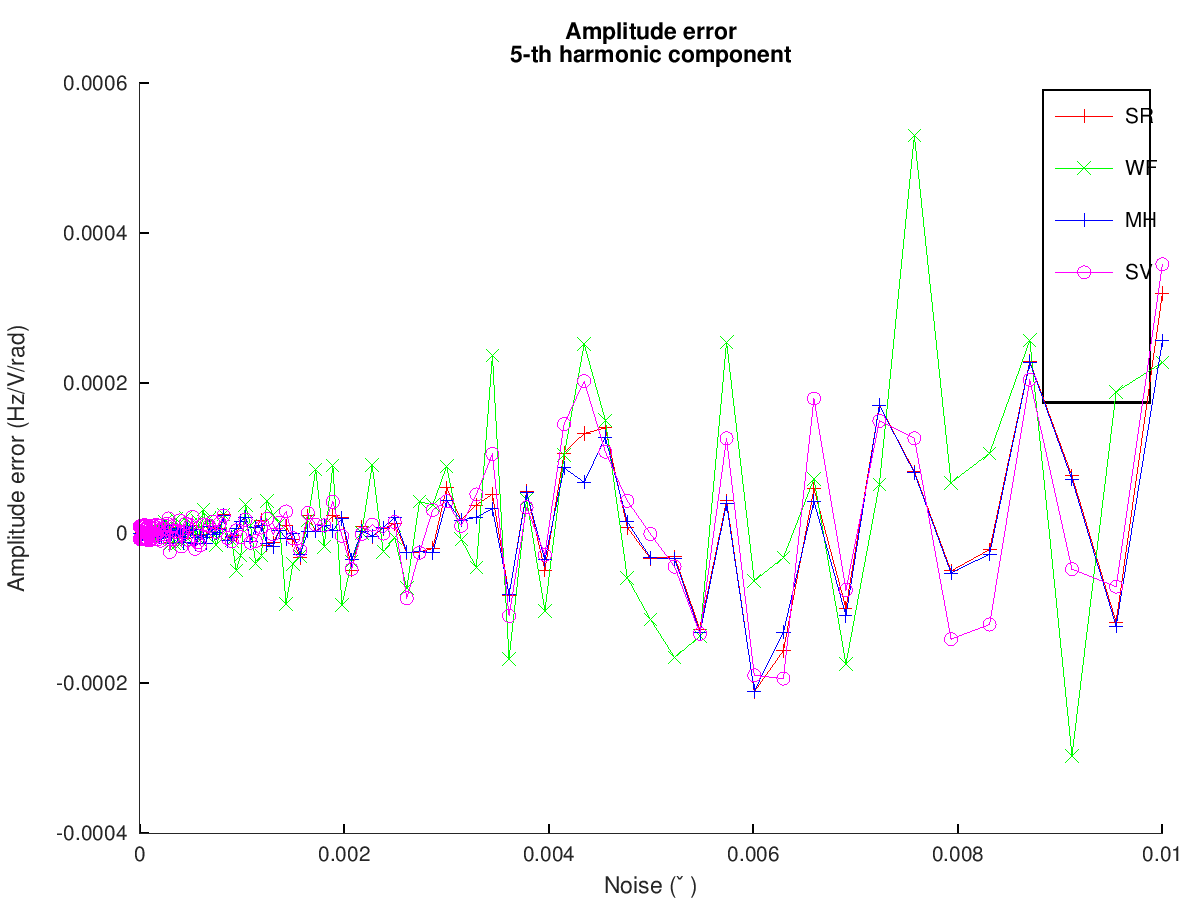 Amplitude error
5-th harmonic component
0.0006
0.0004
0.0002
0
-0.0002
-0.0004
Amplitude error (Hz/V/rad)
0
0.002
0.004
0.006
0.008
0.01
Noise (ˇ )
SR
WF
MH
SV